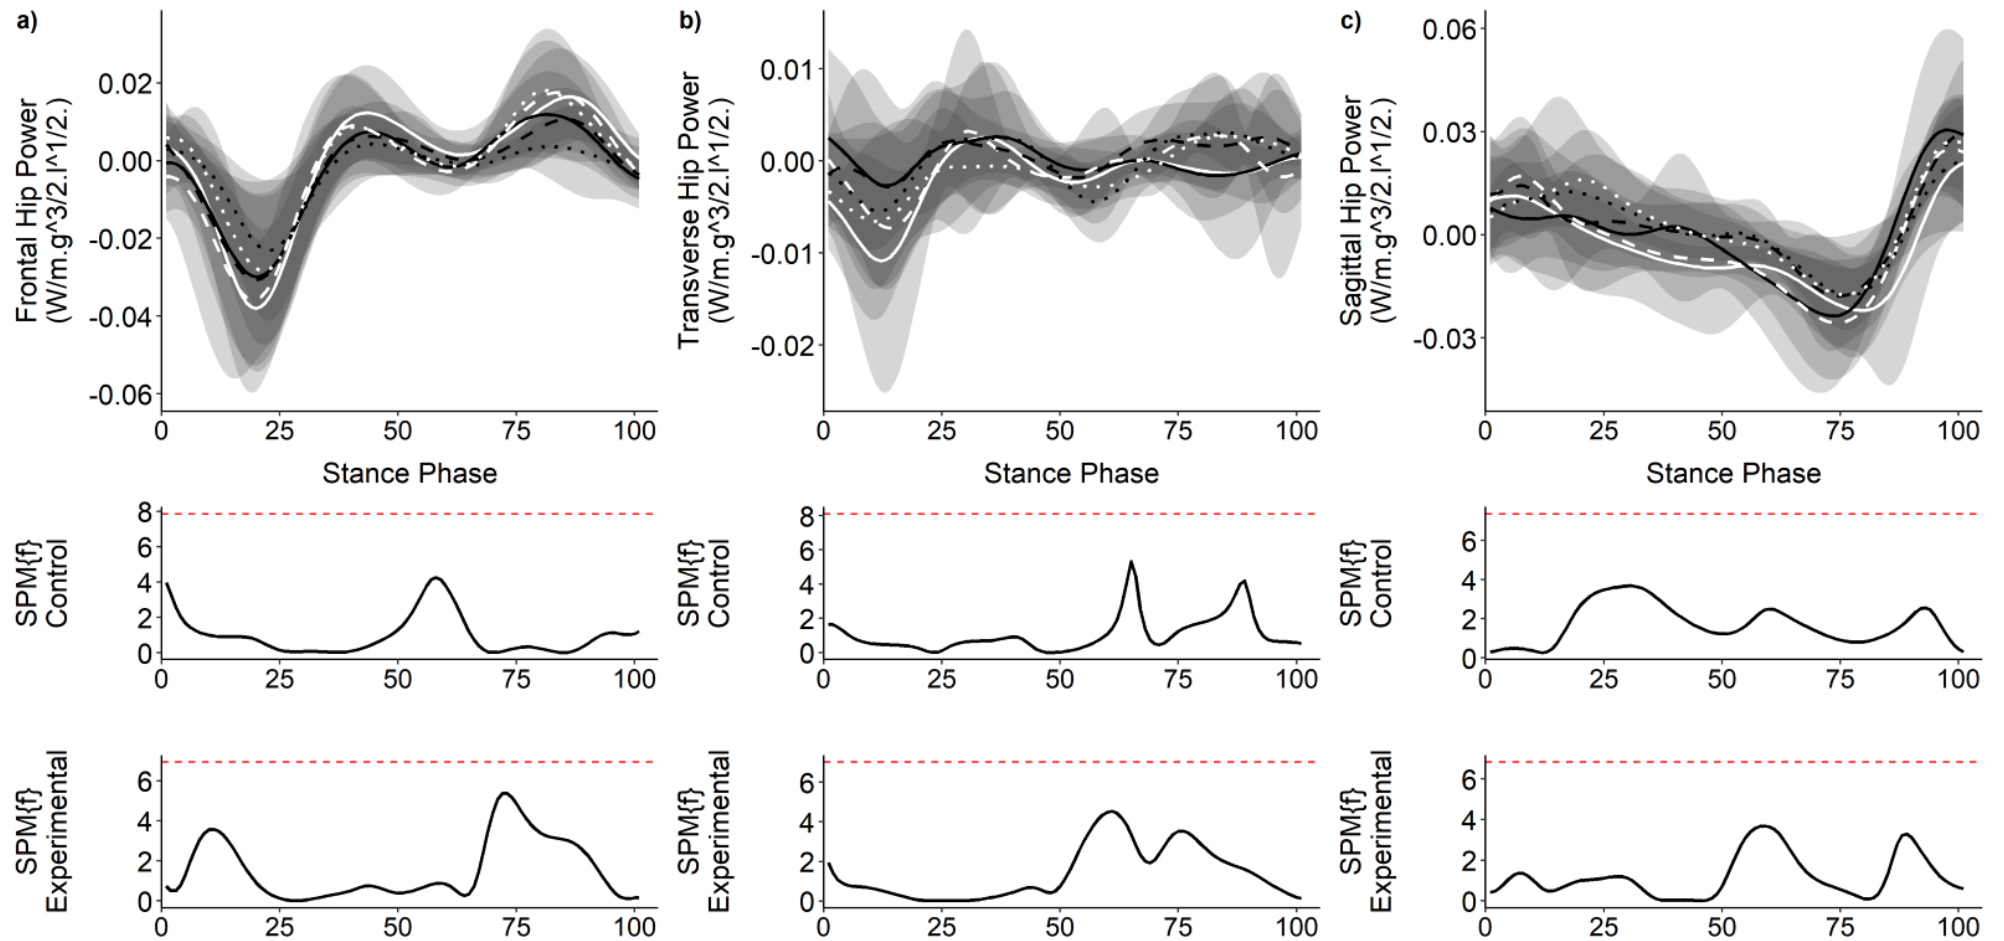 a)
Frontal Hip Power
(W/m.g^3/2.l^1/2.)
0.02
0.00
-0.02
-0.04
-0.06
0 25 50 75 100
Stance Phase
b)
Transverse Hip Power
(W/m.g^3/2.l^1/2.)
0.01
0.00
-0.01
-0.02
0 25 50 75 100
Stance Phase
c)
Sagittal Hip Power
(W/m.g^3/2.l^1/2.)
0.06
0.03
0.00
-0.03
0 25 50 75 100
Stance Phase
SPM{f}
Control
8
6
4
2
0
0 25 50 75 100
SPM{f}
Control
8
6
4
2
0
0 25 50 75 100
SPM{f}
Control
6
4
2
0
0 25 50 75 100
SPM{f}
Experimental
6
4
2
0
0 25 50 75 100
SPM{f}
Experimental
6
4
2
0
0 25 50 75 100
SPM{f}
Experimental
6
4
2
0
0 25 50 75 100